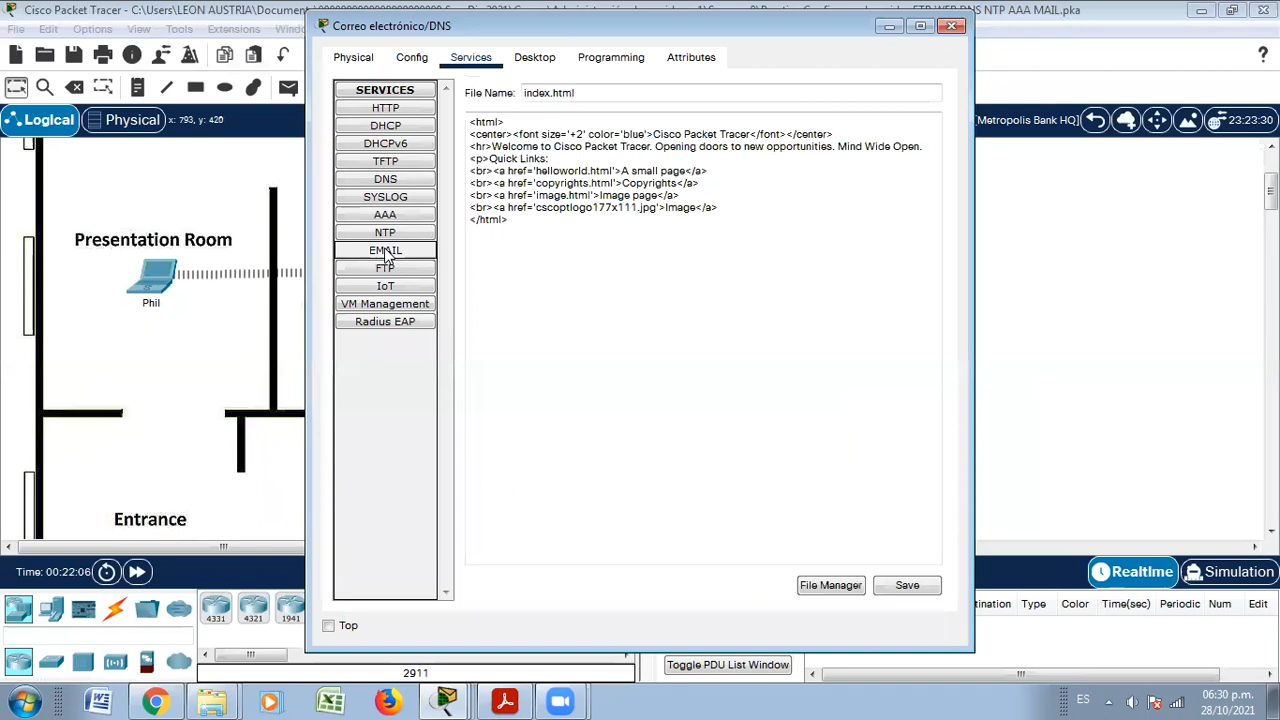 Cisco Packet Tracer - C:\Users\LEON AUSTRIA\Docum
AAA MAIL.pka
File Edit Options View Tools Extensions
Correo electrónico/DNS
Physical Config Services Desktop Programming Attributes
Logical Physical x: 793, y: 420
[Metropolis Bank HQ]
23:23:30
SERVICES
HTTP
DHCP
DHCPv6
TFTP
DNS
SYSLOG
AAA
NTP
EMAIL
FTP
IoT
VM Management
Radius EAP
File Name: index.html
<html>
<center><font size='+2' color='blue'>Cisco Packet Tracer</font></center>
<hr>Welcome to Cisco Packet Tracer. Opening doors to new opportunities. Mind Wide Open.
<p>Quick Links:
<br><a href='helloworld.html'>A small page</a>
<br><a href='copyrights.html'>Copyrights</a>
<br><a href='image.html'>Image page</a>
<br><a href='cscoptlogo177x111.jpg'>Image</a>
</html>
Presentation Room
Phil
Entrance
File Manager Save
Top
Time: 00:22:06
Realtime Simulation
4331 4321 1941
2911
tination Type Color Time(sec) Periodic Num Edit
Toggle PDU List Window
ES
06:30 p.m.
28/10/2021